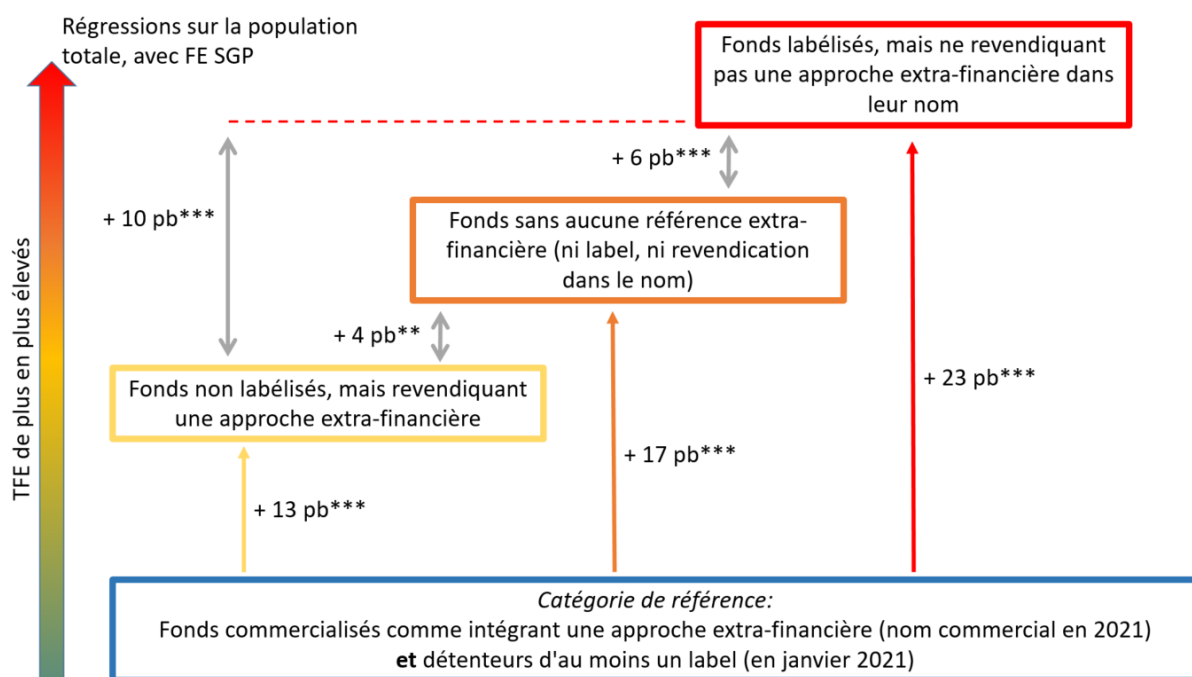 Régressions sur la population
totale, avec FE SGP
TFE de plus en plus élevés
Fonds labélisés, mais ne revendiquant
pas une approche extra-financière dans
leur nom
+ 6 pb***
+ 10 pb***
Fonds sans aucune référence extra-
financière (ni label, ni revendication
dans le nom)
+ 4 pb**
Fonds non labélisés, mais revendiquant
une approche extra-financière
+ 23 pb***
+ 17 pb***
+ 13 pb***
Catégorie de référence:
Fonds commercialisés comme intégrant une approche extra-financière (nom commercial en 2021)
et détenteurs d'au moins un label (en janvier 2021)